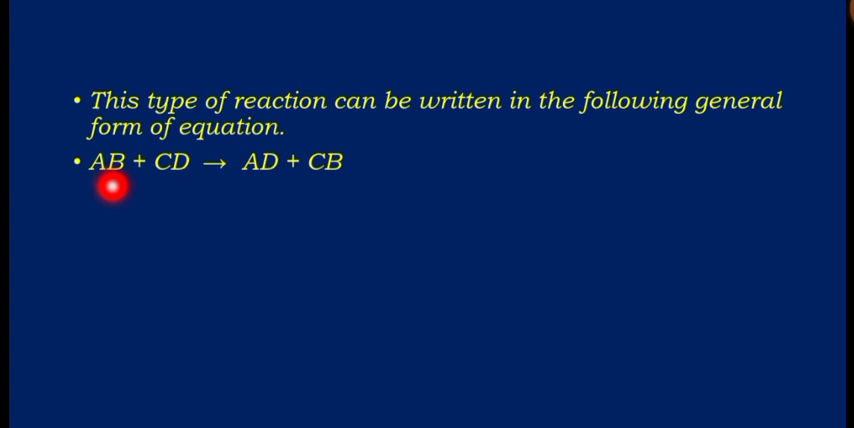 • This type of reaction can be written in the following general
form of equation.
• AB + CD → AD + CB